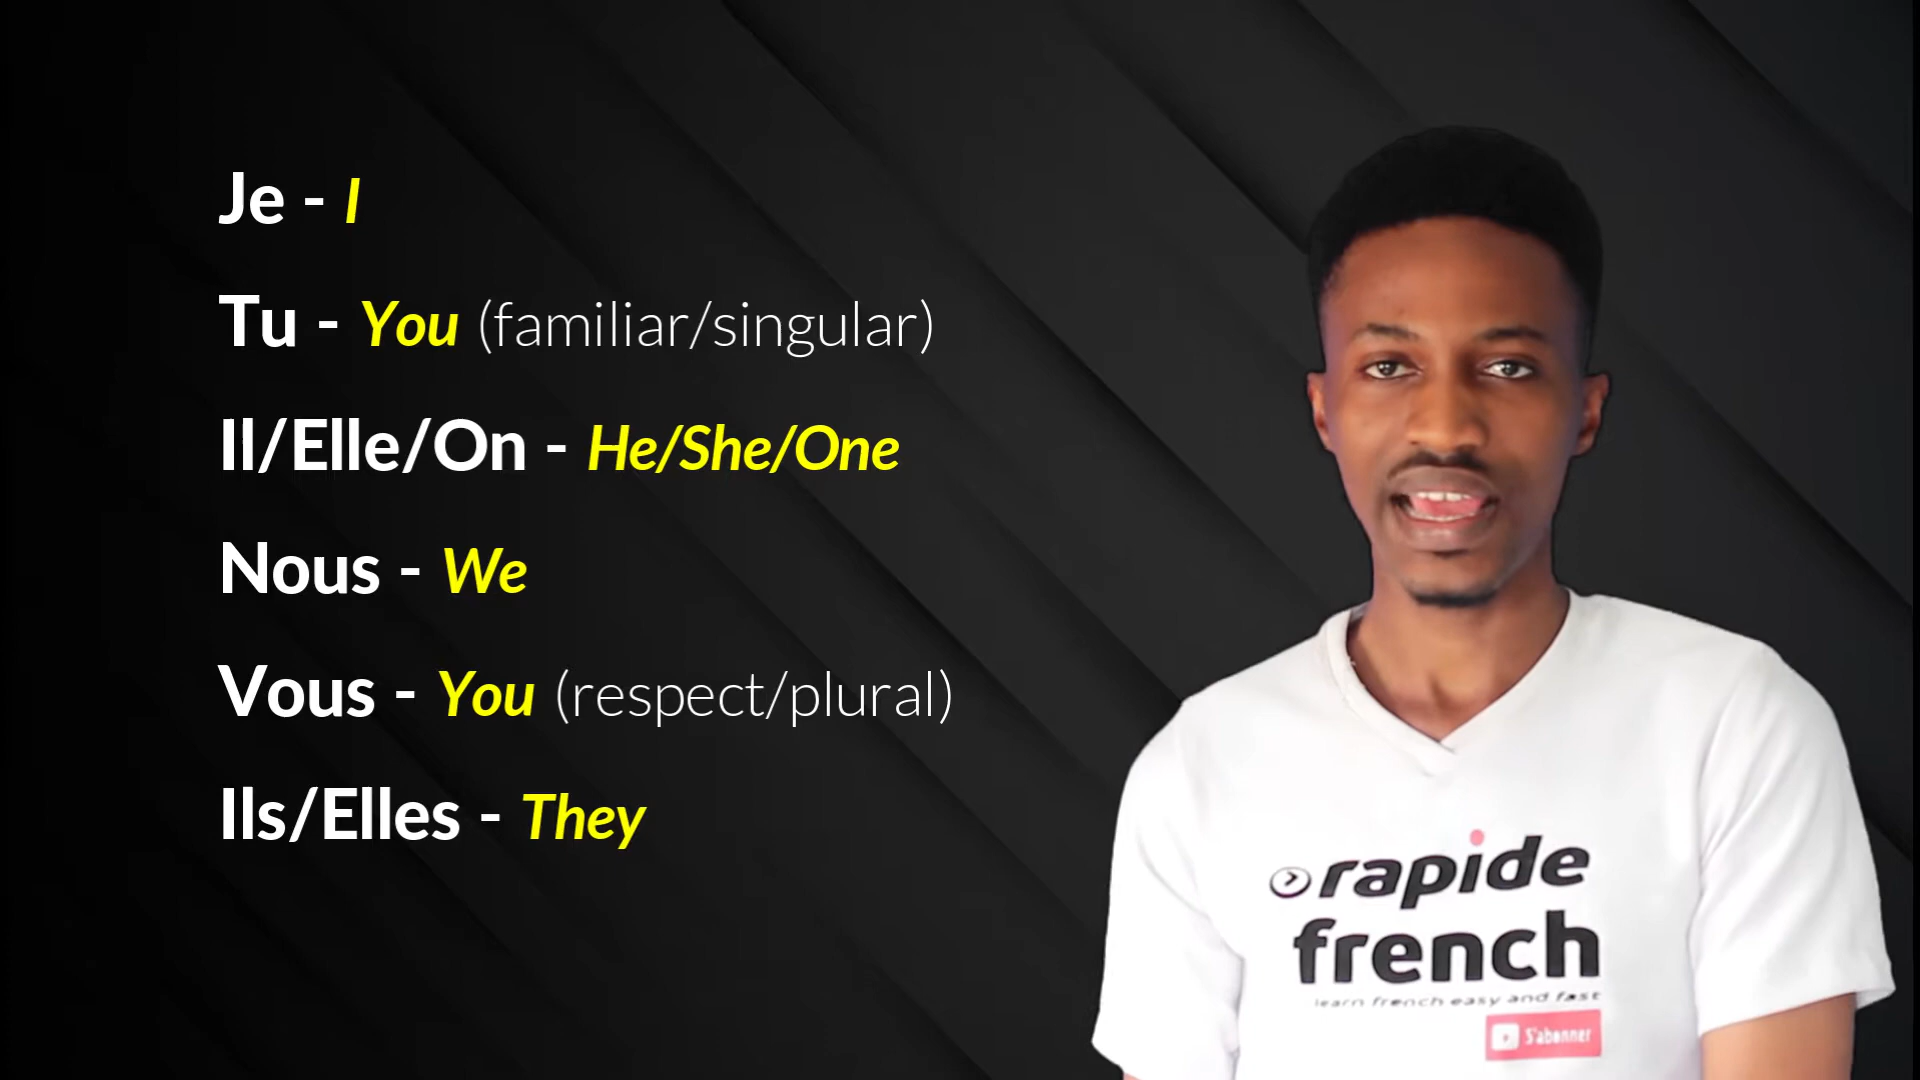 Je - I
Tu - You (familiar/singular)
Il/Elle/On - He/She/One
Nous - We
Vous - You (respect/plural)
Ils/Elles - They
rapide
french
learn french easy and fast
S'abonner